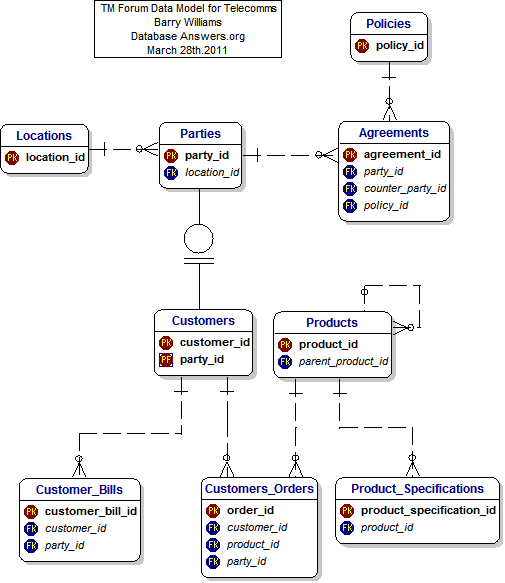 TM Forum Data Model for Telecomms
Barry Williams
Database Answers.org
March 28th.2011
Policies
PK policy_id
Locations
PK location_id
Parties
PK party_id
FK location_id
Agreements
PK agreement_id
FK party_id
FK counter_party_id
FK policy_id
Customers
PK customer_id
PF party_id
Products
PK product_id
FK parent_product_id
Customer_Bills
PK customer_bill_id
FK customer_id
FK party_id
Customers_Orders
PK order_id
FK customer_id
FK product_id
FK party_id
Product_Specifications
PK product_specification_id
FK product_id